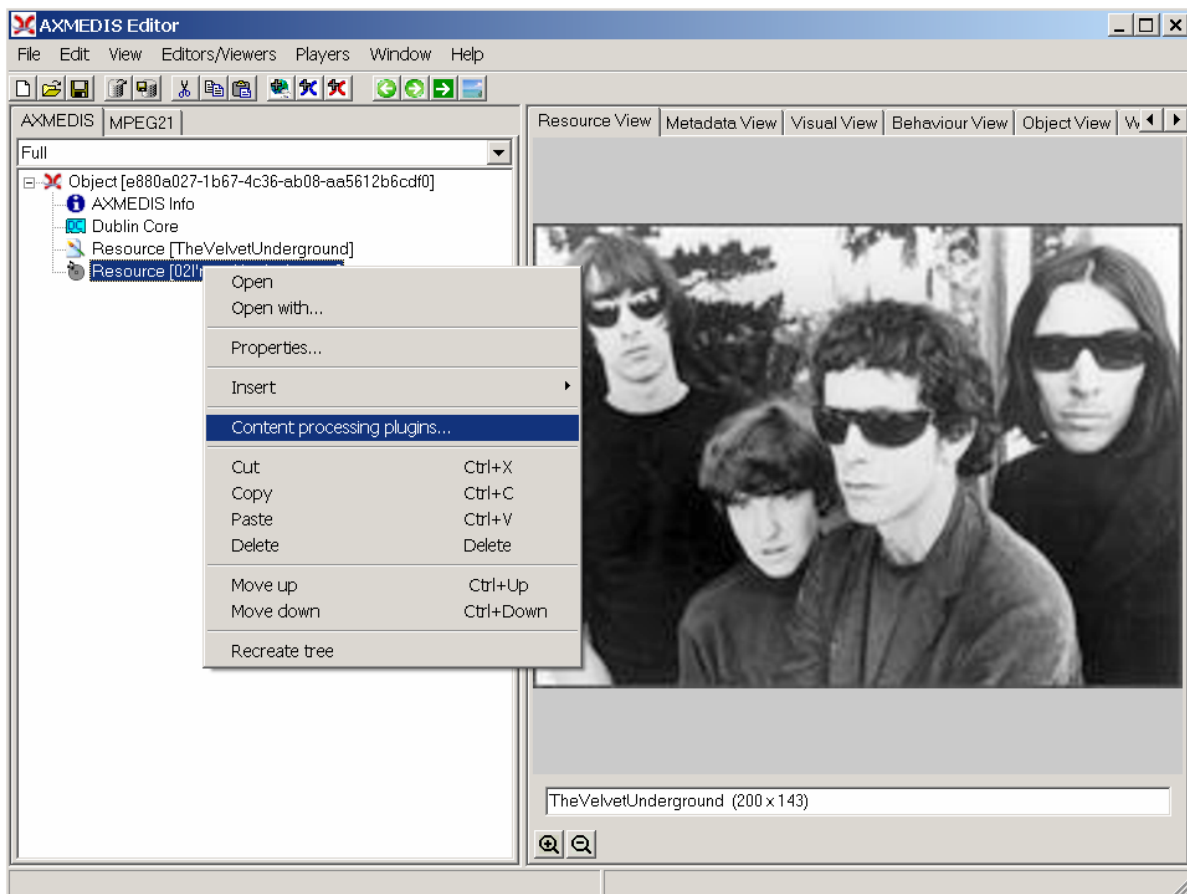 AXMEDIS Editor
File Edit View Editors/Viewers Players Window Help
AXMEDIS MPEG21
Full
Object [e880a027-1b67-4c36-ab08-aa5612b6cdf0]
AXMEDIS Info
Dublin Core
Resource [TheVelvetUnderground]
Resource
Open
Open with...
Properties...
Insert
Content processing plugins...
Cut Ctrl+X
Copy Ctrl+C
Paste Ctrl+V
Delete Delete
Move up Ctrl+Up
Move down Ctrl+Down
Recreate tree
Resource View Metadata View Visual View Behaviour View Object View
TheVelvetUnderground (200 x 143)